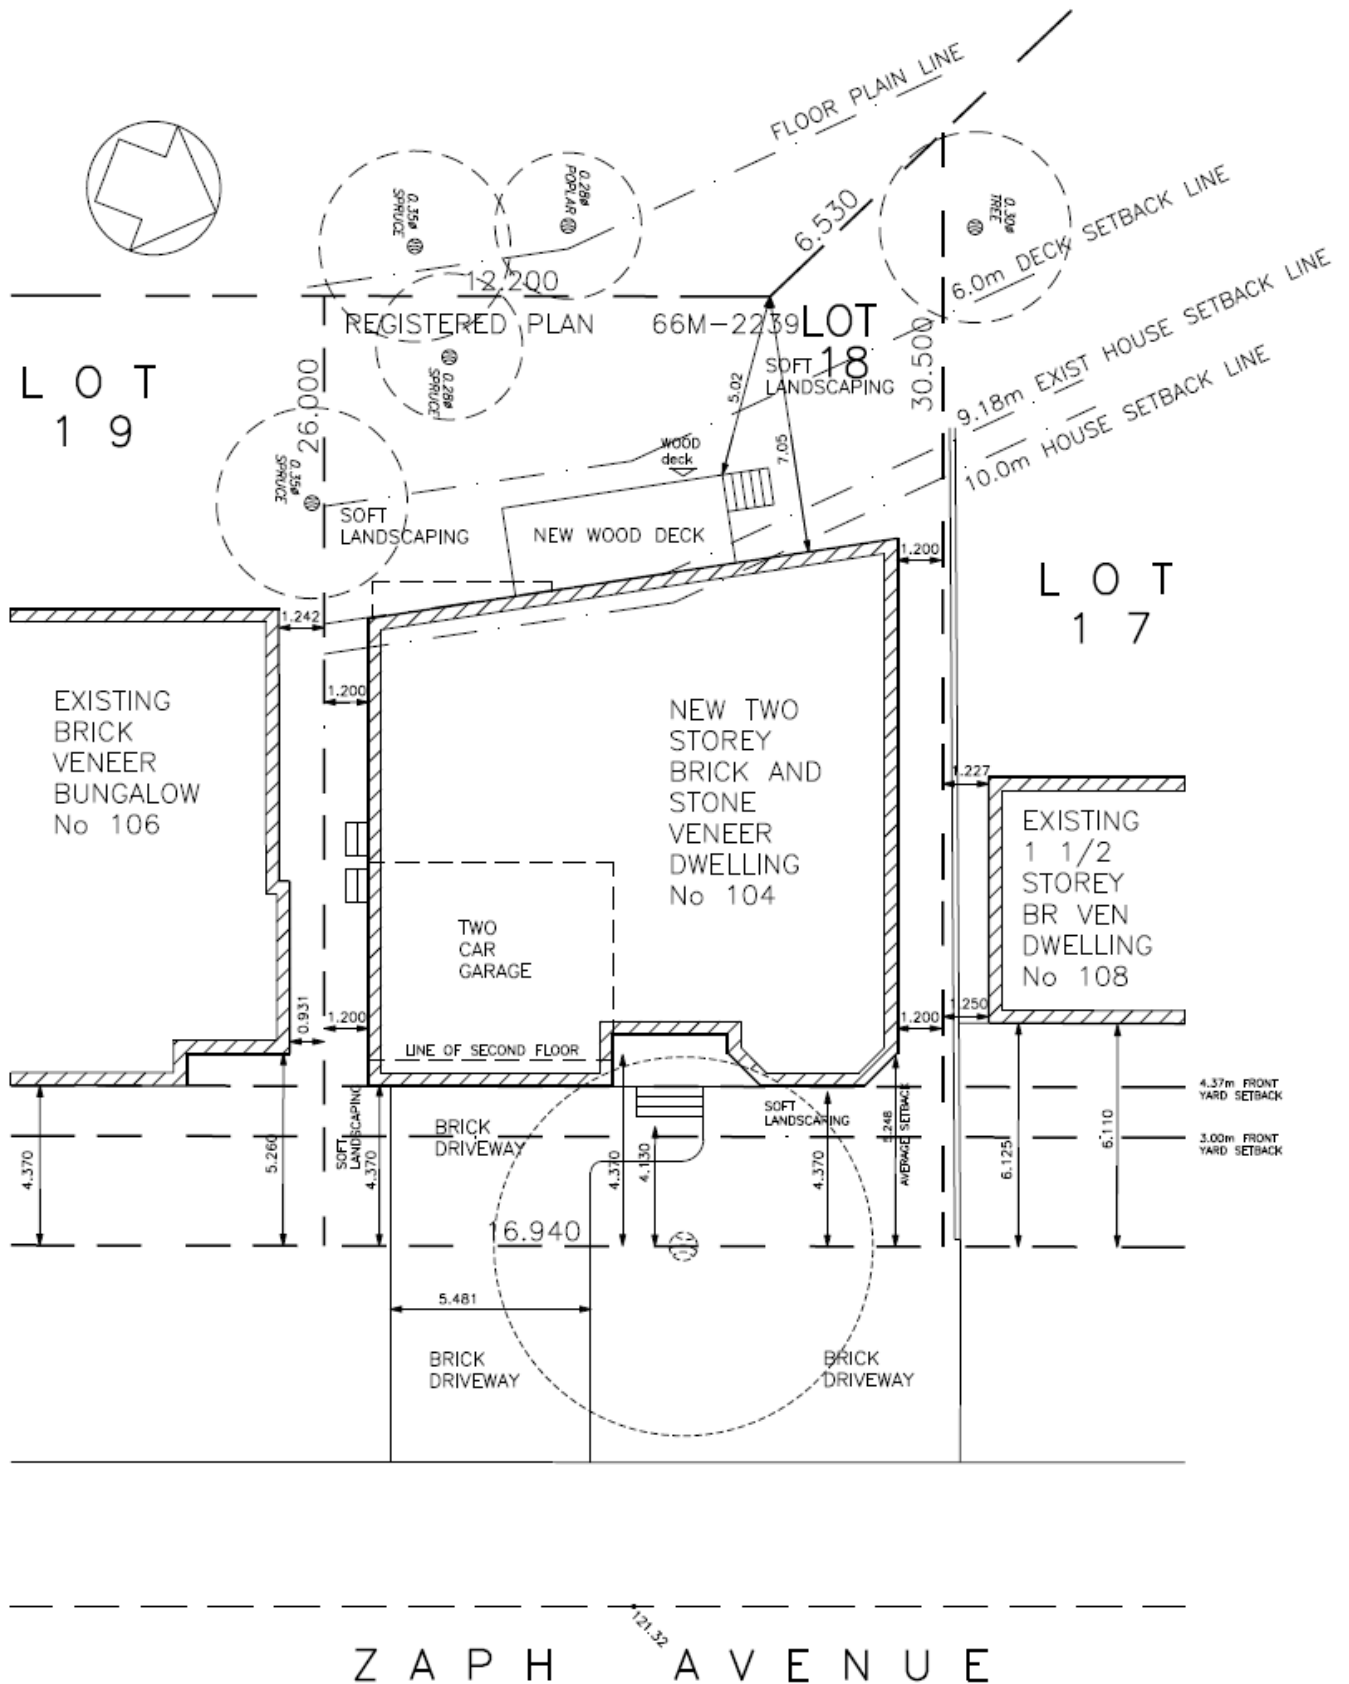 FLOOR PLAIN LINE
0.35ø
SPRUCE
0.28ø
POPLAR
0.30ø
TREE
6.530
6.0m DECK SETBACK LINE
12.200
REGISTERED PLAN 66M-2239
LOT
18
30.500
9.18m EXIST HOUSE SETBACK LINE
10.0m HOUSE SETBACK LINE
LOT
19
26.000
0.28ø
SPRUCE
SOFT
LANDSCAPING
5.02
7.05
WOOD
deck
0.35ø
SPRUCE
SOFT
LANDSCAPING
NEW WOOD DECK
1.200
LOT
17
1.242
1.200
EXISTING
BRICK
VENEER
BUNGALOW
No 106
NEW TWO
STOREY
BRICK AND
STONE
VENEER
DWELLING
No 104
1.227
EXISTING
1 1/2
STOREY
BR VEN
DWELLING
No 108
TWO
CAR
GARAGE
0.931
1.200
1.200
1.250
LINE OF SECOND FLOOR
4.37m FRONT
YARD SETBACK
3.00m FRONT
YARD SETBACK
4.370
5.260
SOFT
LANDSCAPING
4.370
BRICK
DRIVEWAY
4.370
4.130
SOFT
LANDSCAPING
4.370
5.248
AVERAGE SETBACK
6.125
6.110
16.940
5.481
BRICK
DRIVEWAY
BRICK
DRIVEWAY
121.32
ZAPH AVENUE